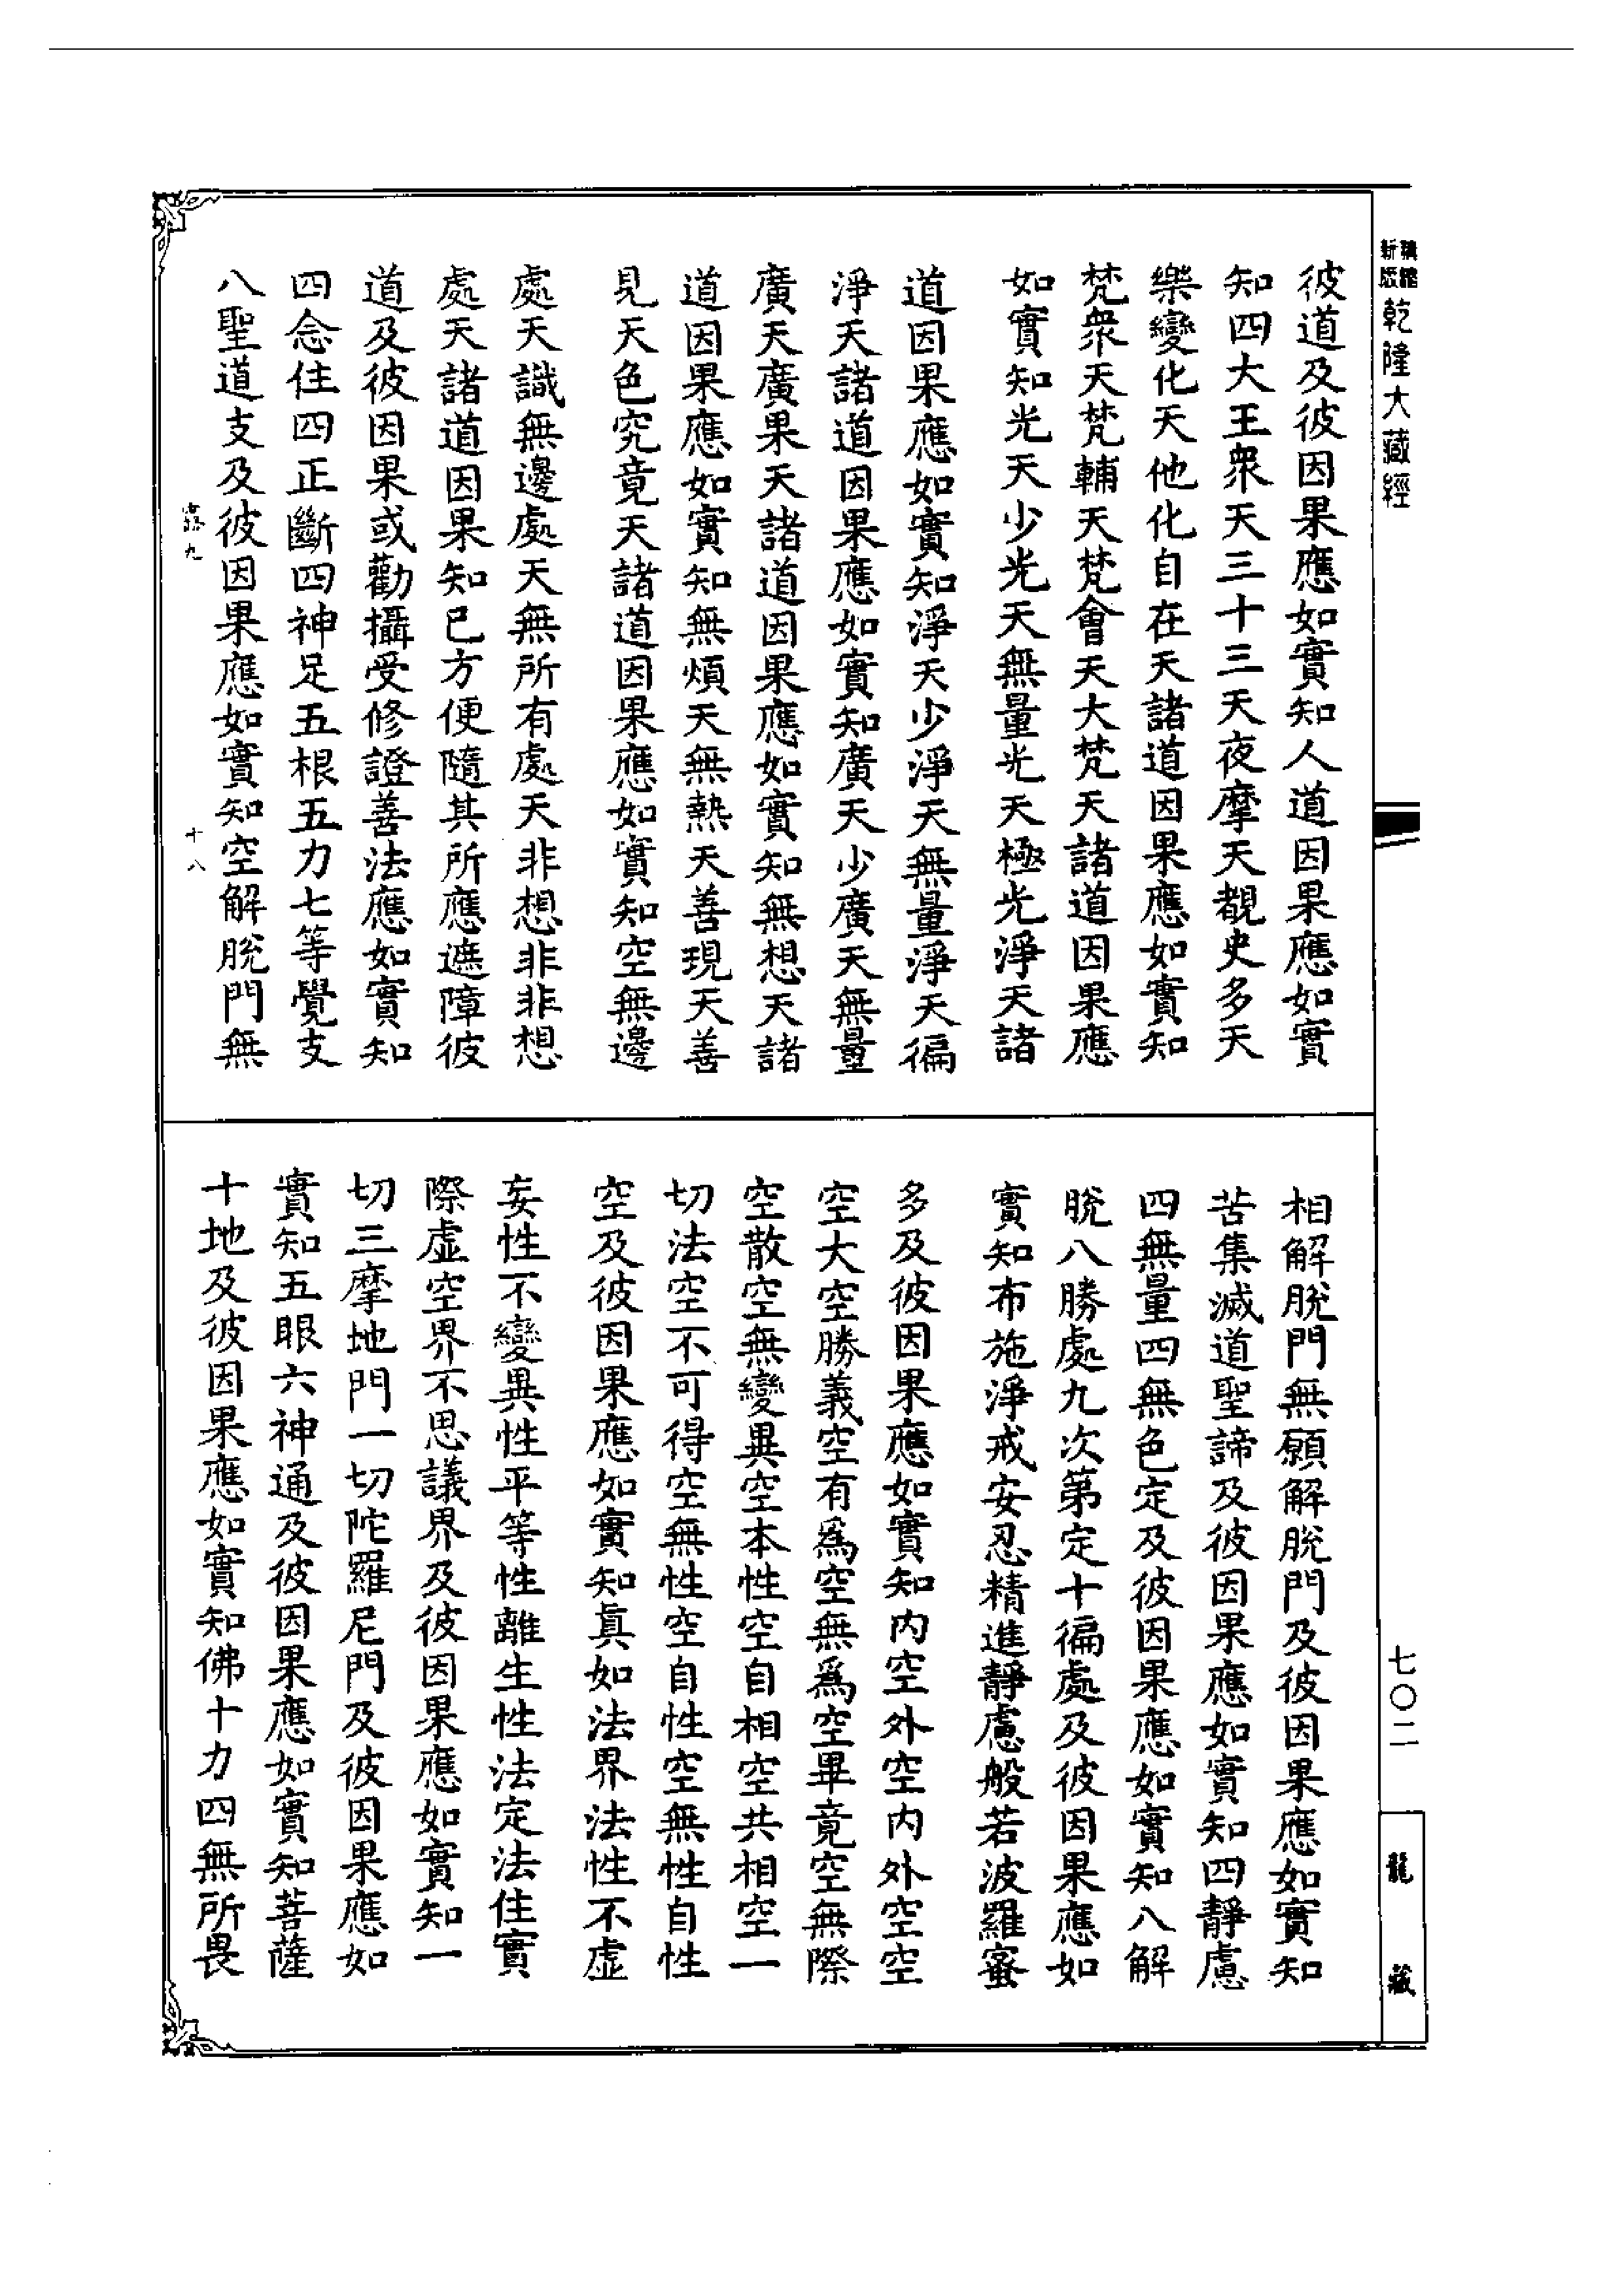 乾隆大藏經
彼道及彼因果應如實知人道因果應如實
知四大王衆天三十三天夜摩天覩史多天
樂變化天他化自在天諸道因果應如實知
梵衆天梵輔天梵會天大梵天諸道因果應
如實知光天少光天無量光天極光淨天諸
道因果應如實知淨天少淨天無量淨天徧
淨天諸道因果應如實知廣天少廣天無量
廣天廣果天諸道因果應如實知無想天諸
道因果應如實知無煩天無熱天善現天善
見天色究竟天諸道因果應如實知空無邊
處天識無邊處天無所有處天非想非非想
處天諸道因果知已方便隨其所應遮障彼
道及彼因果或勸攝受修證善法應如實知
四念住四正斷四神足五根五力七等覺支
八聖道支及彼因果應如實知空解脫門無
九
十八
相解脫門無願解脫門及彼因果應如實知
苦集滅道聖諦及彼因果應如實知四靜慮
四無量四無色定及彼因果應如實知八解
脫八勝處九次第定十徧處及彼因果應如
實知布施淨戒安忍精進靜慮般若波羅蜜
多及彼因果應如實知內空外空內外空空
空大空勝義空有爲空無爲空畢竟空無際
空散空無變異空本性空自相空共相空一
切法空不可得空無性空自性空無性自性
空及彼因果應如實知眞如法界法性不虛
妄性不變異性平等性離生性法定法住實
際虛空界不思議界及彼因果應如實知一
切三摩地門一切陀羅尼門及彼因果應如
實知五眼六神通及彼因果應如實知菩薩
十地及彼因果應如實知佛十力四無所畏
七〇二
龍藏